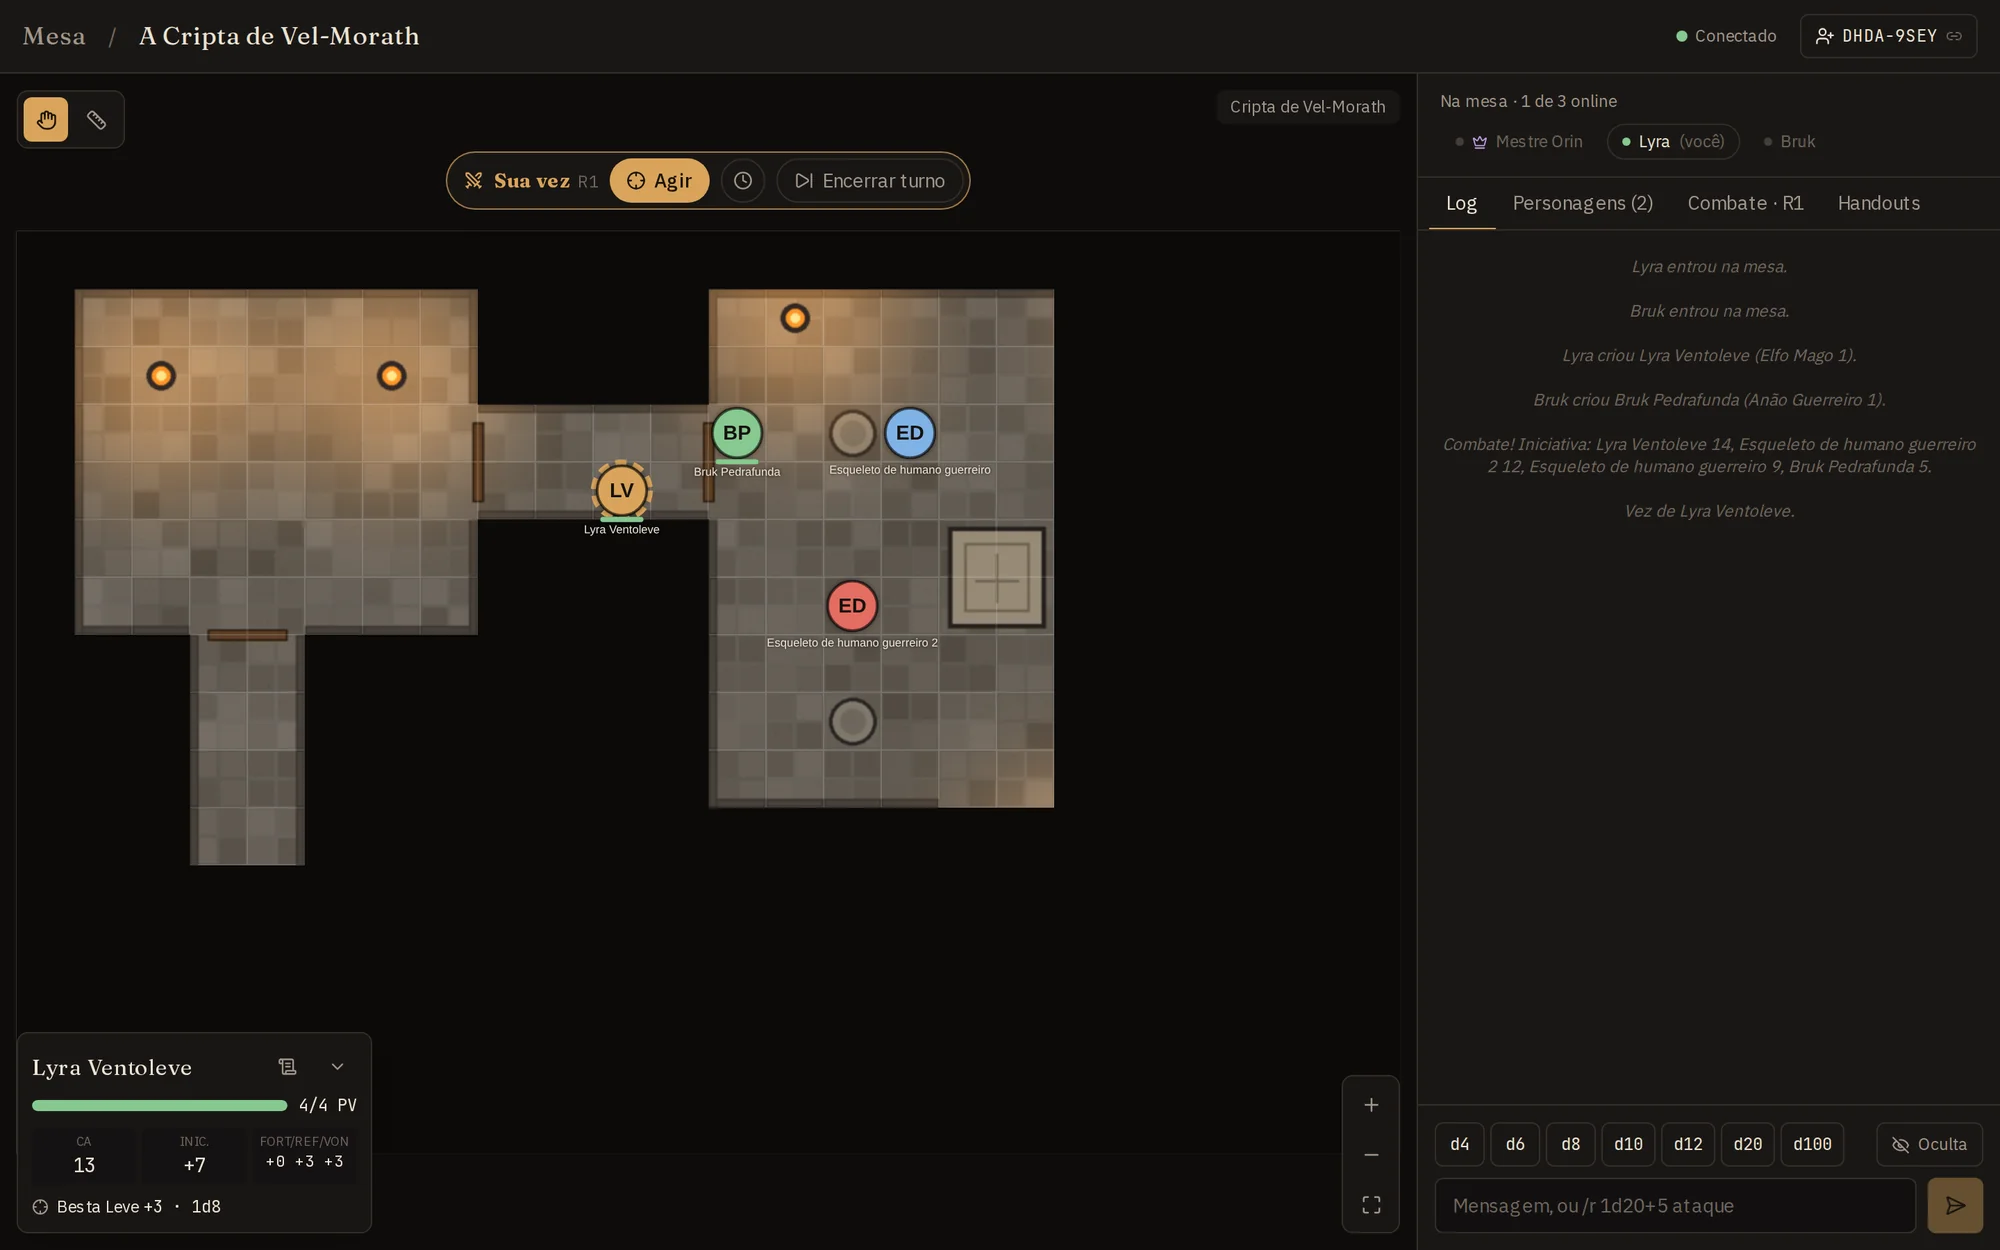 Mesa / A Cripta de Vel-Morath
Conectado
DHDA-9SEY
Cripta de Vel-Morath
Sua vez R1
Agir
Encerrar turno
BP
Bruk Pedrafunda
ED
Esqueleto de humano guerreiro
LV
Lyra Ventoleve
ED
Esqueleto de humano guerreiro 2
Lyra Ventoleve
4/4 PV
CA
13
INIC.
+7
FORT/REF/VON
+0 +3 +3
Besta Leve +3 · 1d8
Na mesa · 1 de 3 online
Mestre Orin
Lyra (você)
Bruk
Log
Personagens (2)
Combate · R1
Handouts
Lyra entrou na mesa.
Bruk entrou na mesa.
Lyra criou Lyra Ventoleve (Elfo Mago 1).
Bruk criou Bruk Pedrafunda (Anão Guerreiro 1).
Combate! Iniciativa: Lyra Ventoleve 14, Esqueleto de humano guerreiro
2 12, Esqueleto de humano guerreiro 9, Bruk Pedrafunda 5.
Vez de Lyra Ventoleve.
d4
d6
d8
d10
d12
d20
d100
Oculta
Mensagem, ou /r 1d20+5 ataque